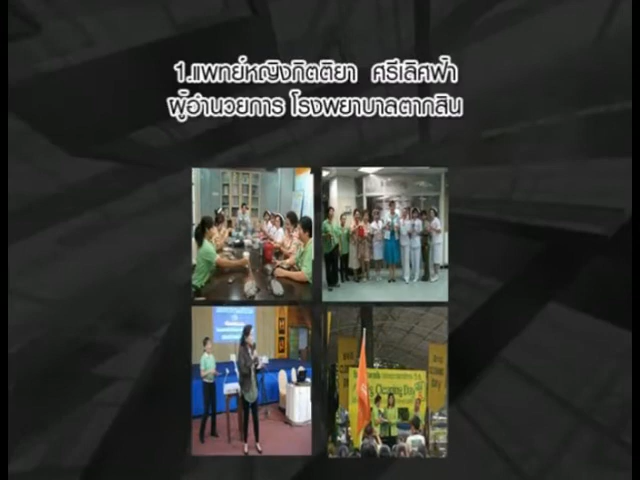 1.แพทย์หญิงกิตติยา ศรีเลิศฟ้า
ผู้อำนวยการ โรงพยาบาลตากสิน
Cleaning Day